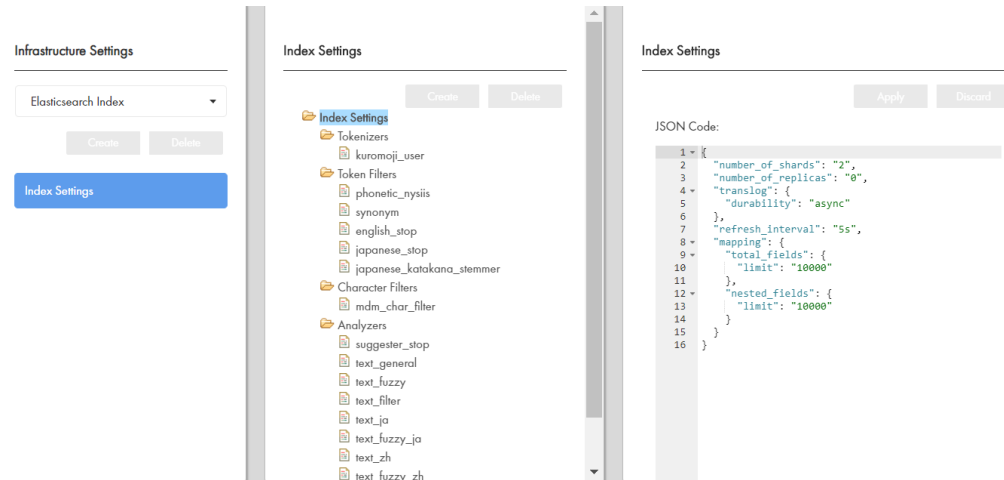 Infrastructure Settings
Elasticsearch Index
Create Delete
Index Settings
Index Settings
Create Delete
Index Settings
Tokenizers
kuromoji_user
Token Filters
phonetic_nysiis
synonym
english_stop
japanese_stop
japanese_katakana_stemmer
Character Filters
mdm_char_filter
Analyzers
suggester_stop
text_general
text_fuzzy
text_filter
text_ja
text_fuzzy_ja
text_zh
text_fuzzy_zh
Index Settings
Apply Discard
JSON Code:
1 {
2 "number_of_shards": "2",
3 "number_of_replicas": "0",
4 "translog": {
5 "durability": "async"
6 },
7 "refresh_interval": "5s",
8 "mapping": {
9 "total_fields": {
10 "limit": "10000"
11 },
12 "nested_fields": {
13 "limit": "10000"
14 }
15 }
16 }